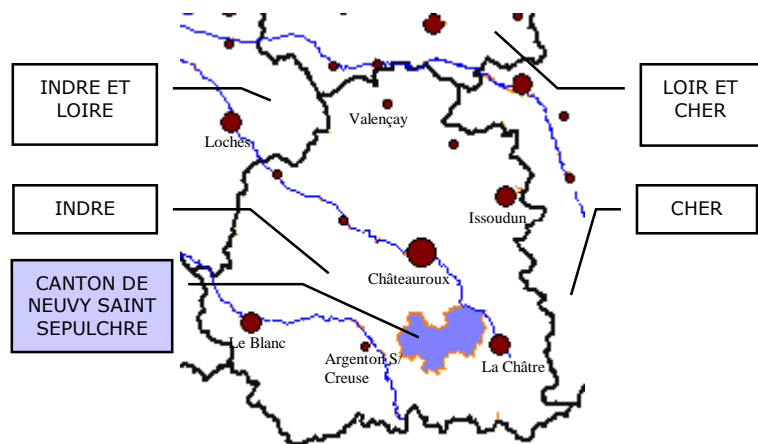 INDRE ET
LOIRE
LOIR ET
CHER
Valençay
Loches
INDRE
CHER
Issoudun
Châteauroux
CANTON DE
NEUVY SAINT
SEPULCHRE
Le Blanc
Argenton S/
Creuse
La Châtre